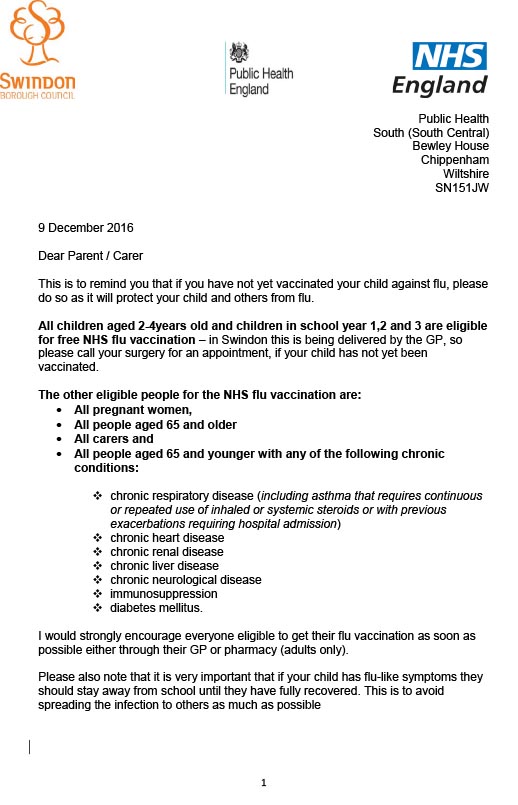 SWINDON
BOROUGH COUNCIL
Public Health
England
NHS
England
Public Health
South (South Central)
Bewley House
Chippenham
Wiltshire
SN151JW
9 December 2016
Dear Parent / Carer
This is to remind you that if you have not yet vaccinated your child against flu, please
do so as it will protect your child and others from flu.
All children aged 2-4years old and children in school year 1,2 and 3 are eligible
for free NHS flu vaccination – in Swindon this is being delivered by the GP, so
please call your surgery for an appointment, if your child has not yet been
vaccinated.
The other eligible people for the NHS flu vaccination are:
• All pregnant women,
• All people aged 65 and older
• All carers and
• All people aged 65 and younger with any of the following chronic
conditions:
❖ chronic respiratory disease (including asthma that requires continuous
or repeated use of inhaled or systemic steroids or with previous
exacerbations requiring hospital admission)
❖ chronic heart disease
❖ chronic renal disease
❖ chronic liver disease
❖ chronic neurological disease
❖ immunosuppression
❖ diabetes mellitus.
I would strongly encourage everyone eligible to get their flu vaccination as soon as
possible either through their GP or pharmacy (adults only).
Please also note that it is very important that if your child has flu-like symptoms they
should stay away from school until they have fully recovered. This is to avoid
spreading the infection to others as much as possible
1